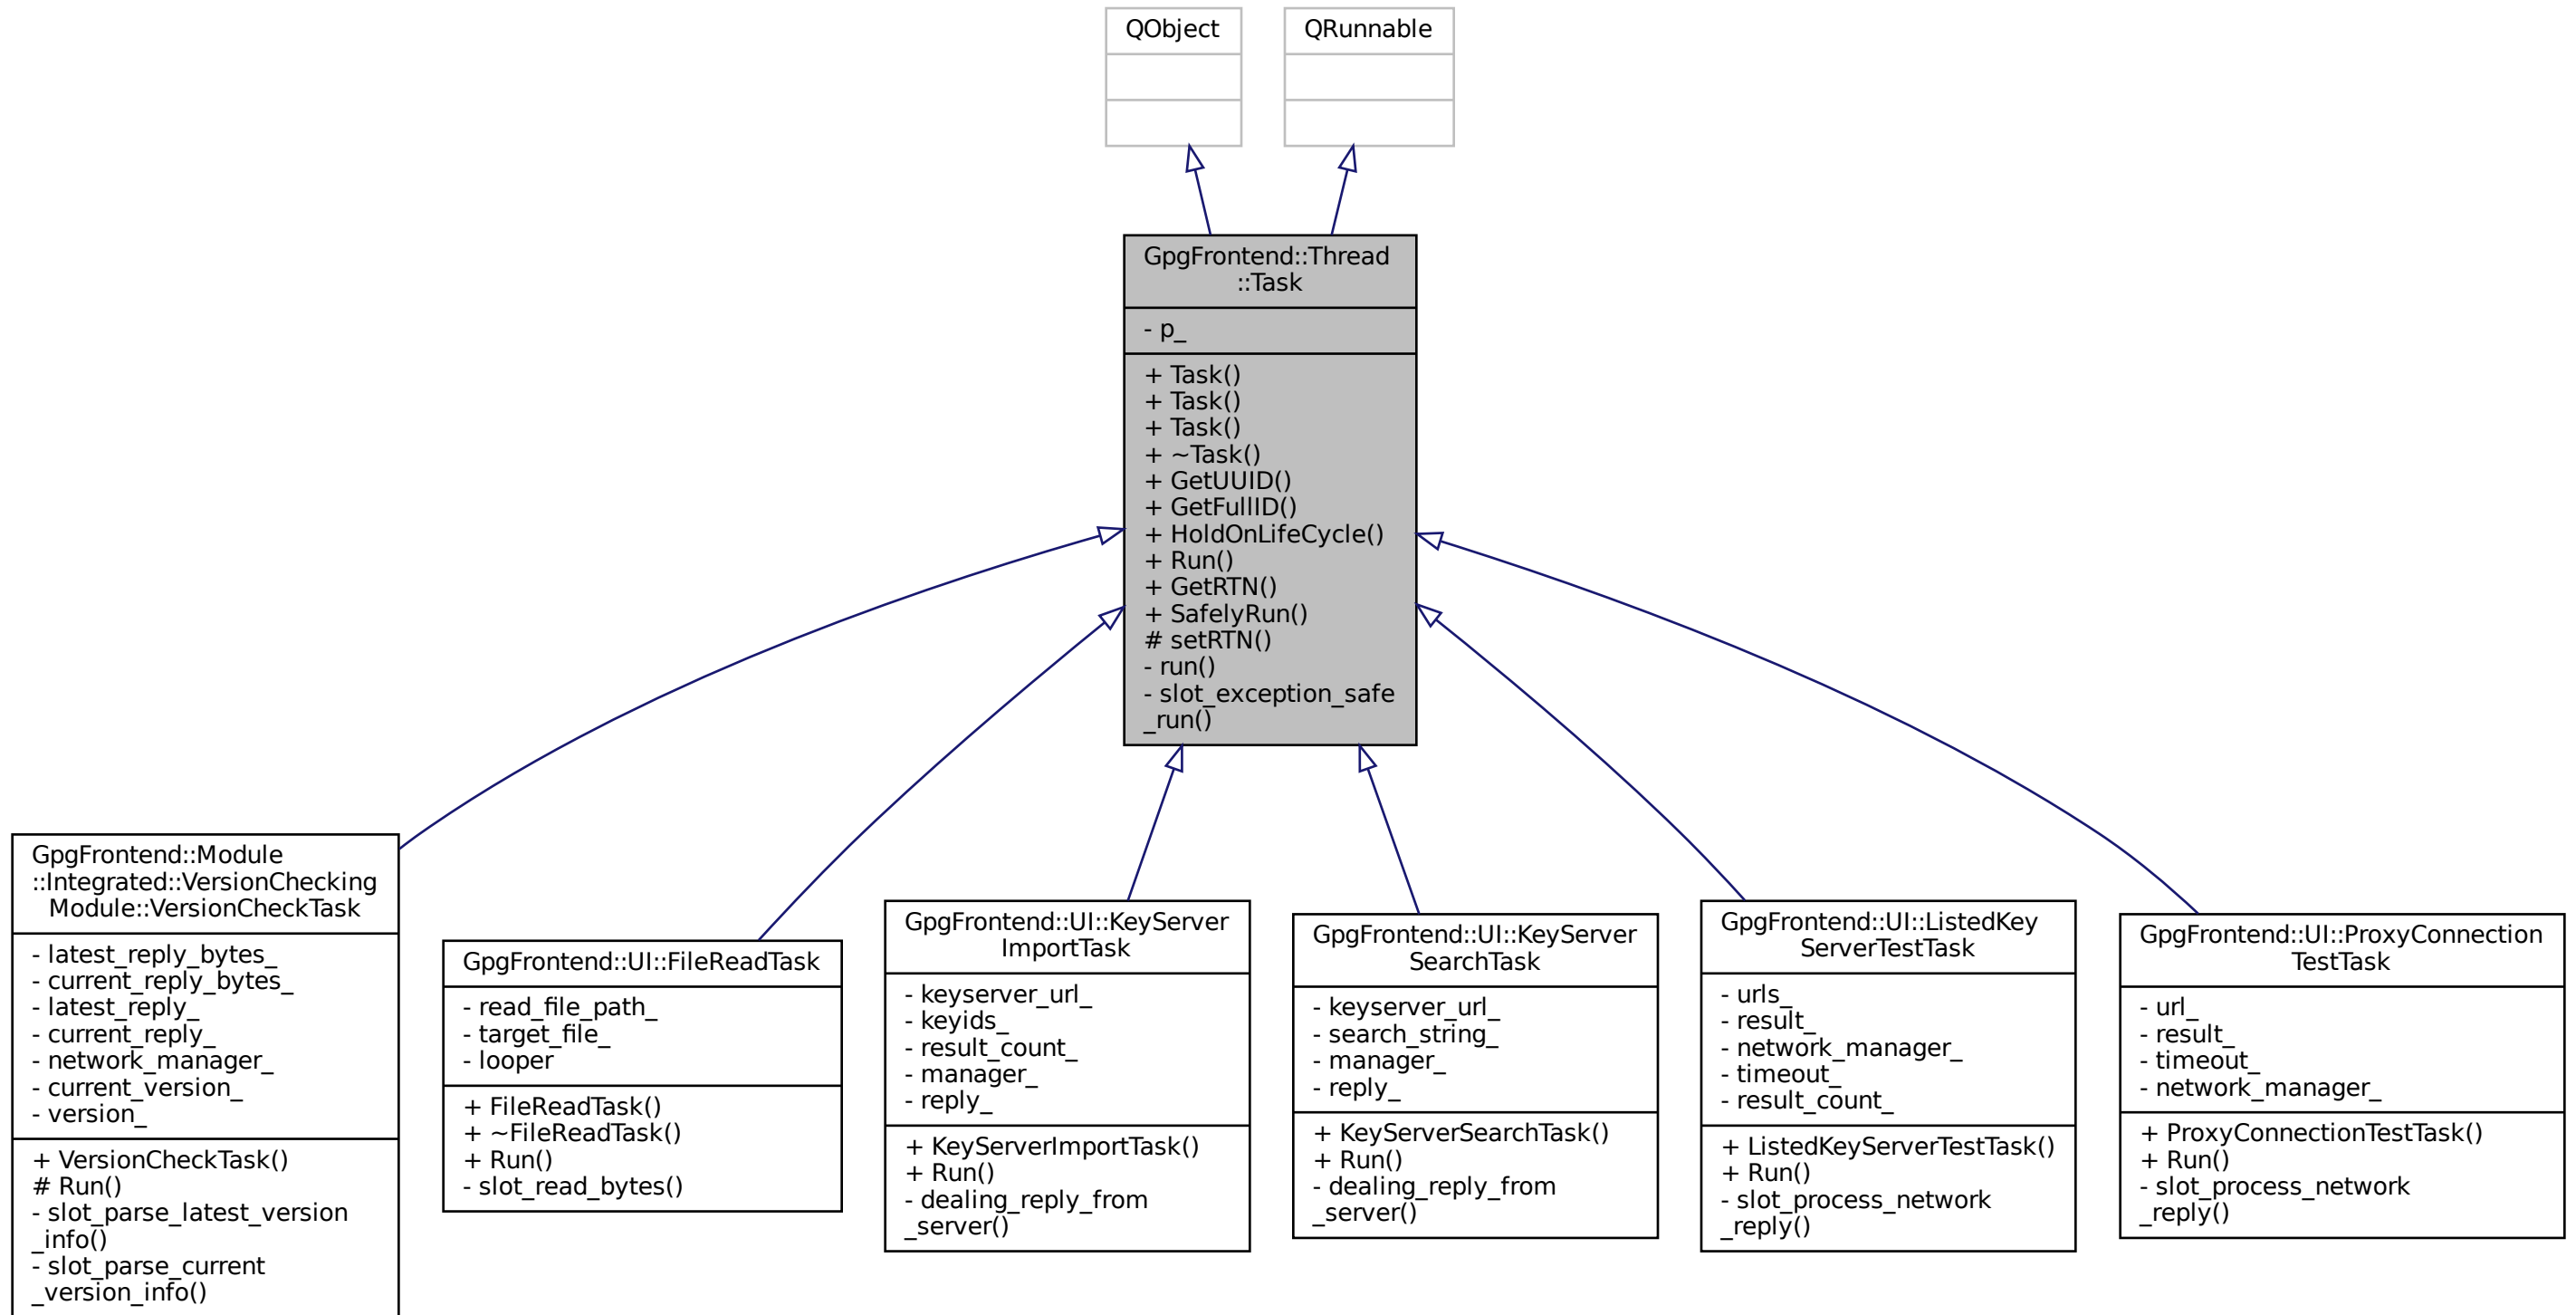 QObject
QRunnable
GpgFrontend::Thread
::Task
- p_
+ Task()
+ Task()
+ Task()
+ ~Task()
+ GetUUID()
+ GetFullID()
+ HoldOnLifeCycle()
+ Run()
+ GetRTN()
+ SafelyRun()
# setRTN()
- run()
- slot_exception_safe
_run()
GpgFrontend::Module
::Integrated::VersionChecking
Module::VersionCheckTask
- latest_reply_bytes_
- current_reply_bytes_
- latest_reply_
- current_reply_
- network_manager_
- current_version_
- version_
+ VersionCheckTask()
# Run()
- slot_parse_latest_version
_info()
- slot_parse_current
_version_info()
GpgFrontend::UI::FileReadTask
- read_file_path_
- target_file_
- looper
+ FileReadTask()
+ ~FileReadTask()
+ Run()
- slot_read_bytes()
GpgFrontend::UI::KeyServer
ImportTask
- keyserver_url_
- keyids_
- result_count_
- manager_
- reply_
+ KeyServerImportTask()
+ Run()
- dealing_reply_from
_server()
GpgFrontend::UI::KeyServer
SearchTask
- keyserver_url_
- search_string_
- manager_
- reply_
+ KeyServerSearchTask()
+ Run()
- dealing_reply_from
_server()
GpgFrontend::UI::ListedKey
ServerTestTask
- urls_
- result_
- network_manager_
- timeout_
- result_count_
+ ListedKeyServerTestTask()
+ Run()
- slot_process_network
_reply()
GpgFrontend::UI::ProxyConnection
TestTask
- url_
- result_
- timeout_
- network_manager_
+ ProxyConnectionTestTask()
+ Run()
- slot_process_network
_reply()